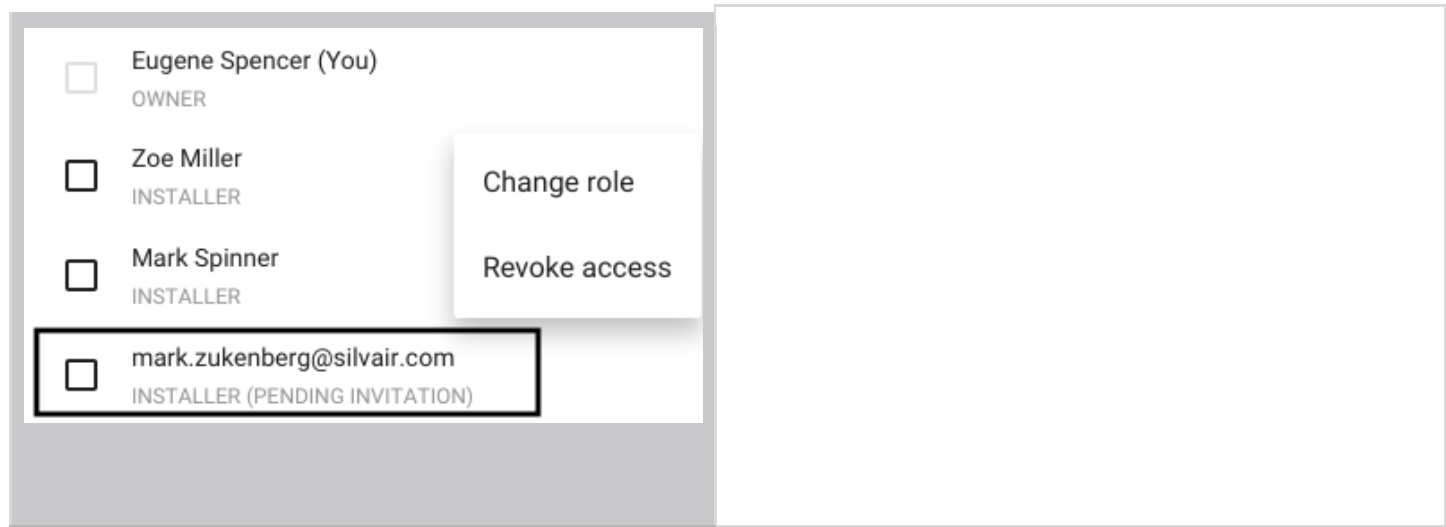 Eugene Spencer (You)
OWNER
Zoe Miller
INSTALLER
Change role
Mark Spinner
INSTALLER
Revoke access
mark.zukenberg@silvair.com
INSTALLER (PENDING INVITATION)